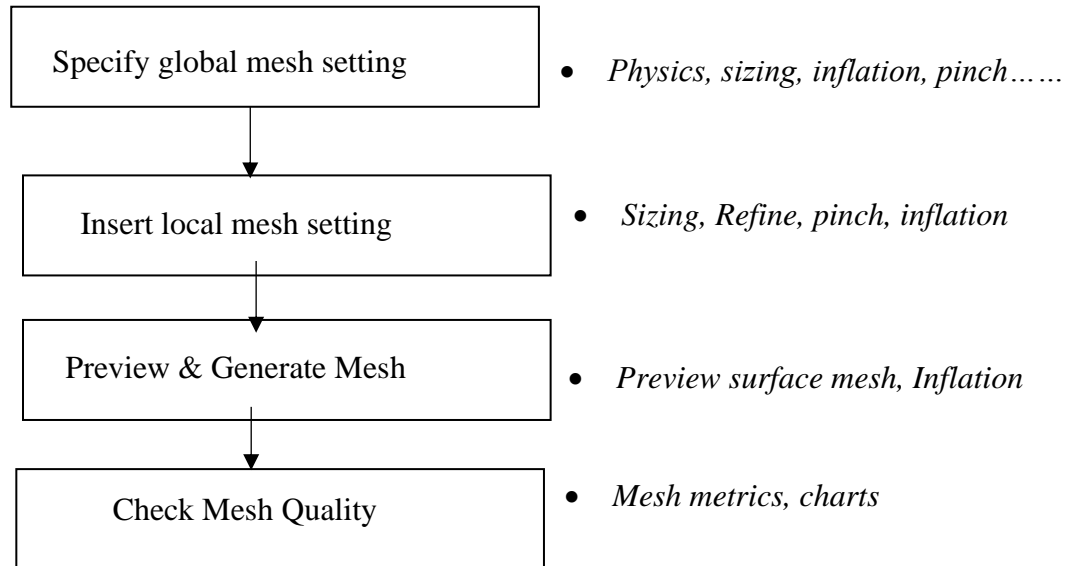 Specify global mesh setting
• Physics, sizing, inflation, pinch……
Insert local mesh setting
• Sizing, Refine, pinch, inflation
Preview & Generate Mesh
• Preview surface mesh, Inflation
Check Mesh Quality
• Mesh metrics, charts